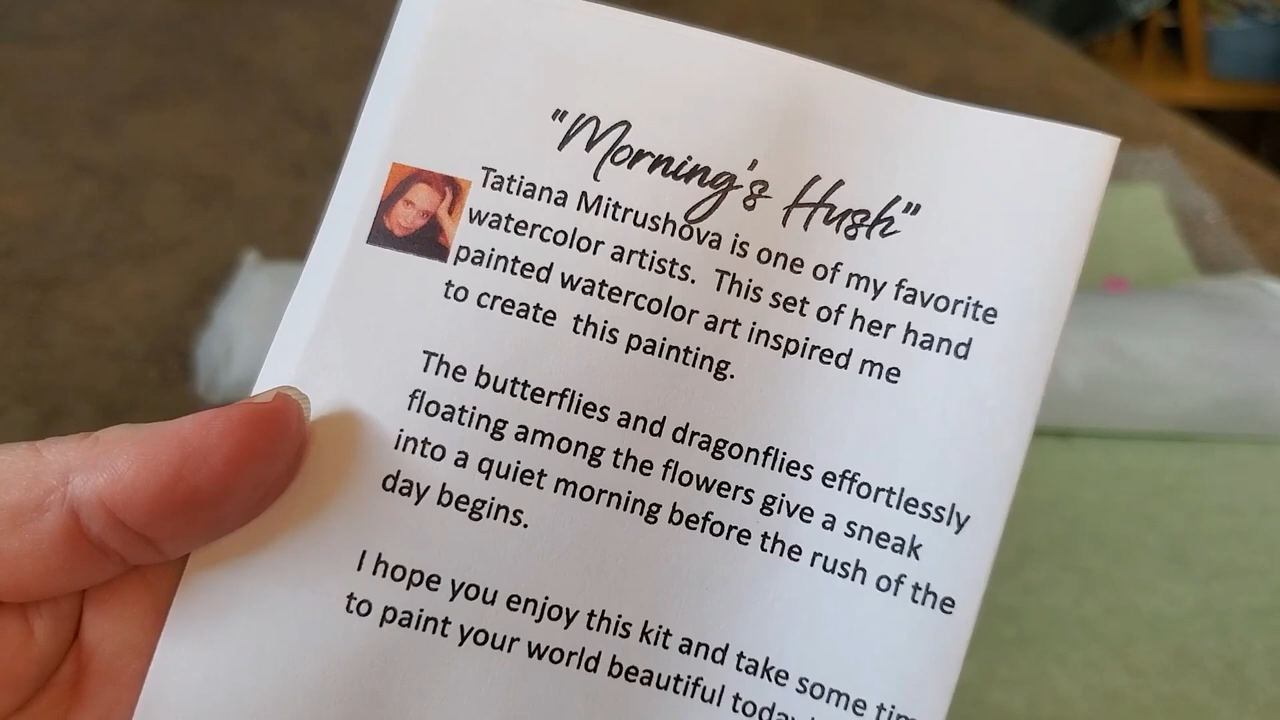 "Morning's Hush"
Tatiana Mitrushova is one of my favorite
watercolor artists.  This set of her hand
painted watercolor art inspired me
to create  this painting.
The butterflies and dragonflies effortlessly
floating among the flowers give a sneak
into a quiet morning before the rush of the
day begins.
I hope you enjoy this kit and take some
to paint your world beautiful